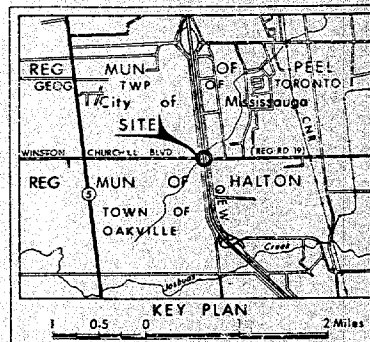 REG MUN OF PEEL
GEOG TWP OF TORONTO
City of Mississauga
SITE
CNR
WINSTON CHURCHILL BLVD (REG RD 19)
REG MUN OF HALTON
5
TOWN OF
OAKVILLE
QEW
Joshuas Creek
KEY PLAN
1 0·5 0 1 2 Miles